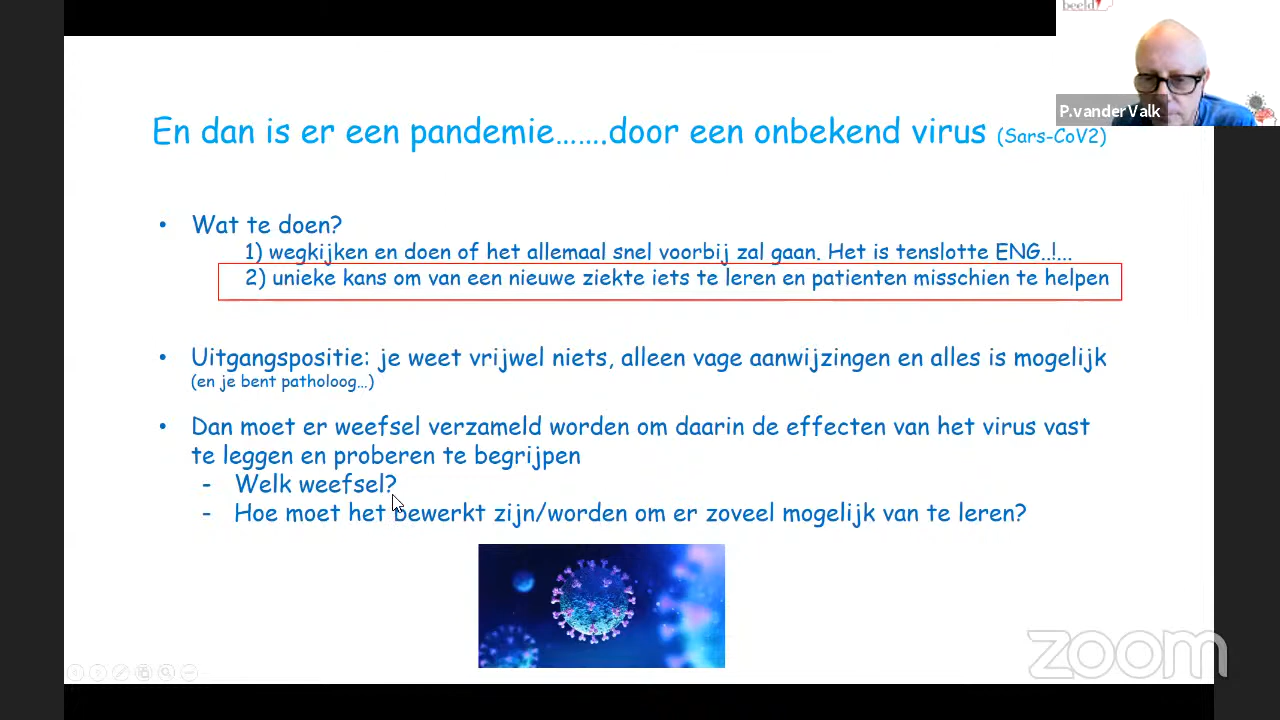 beeld
P.vanderValk
En dan is er een pandemie…….door een onbekend virus (Sars-CoV2)
• Wat te doen?
1) wegkijken en doen of het allemaal snel voorbij zal gaan. Het is tenslotte ENG..!...
2) unieke kans om van een nieuwe ziekte iets te leren en patienten misschien te helpen
• Uitgangspositie: je weet vrijwel niets, alleen vage aanwijzingen en alles is mogelijk
(en je bent patholoog…)
• Dan moet er weefsel verzameld worden om daarin de effecten van het virus vast
te leggen en proberen te begrijpen
- Welk weefsel?
- Hoe moet het bewerkt zijn/worden om er zoveel mogelijk van te leren?
zoom